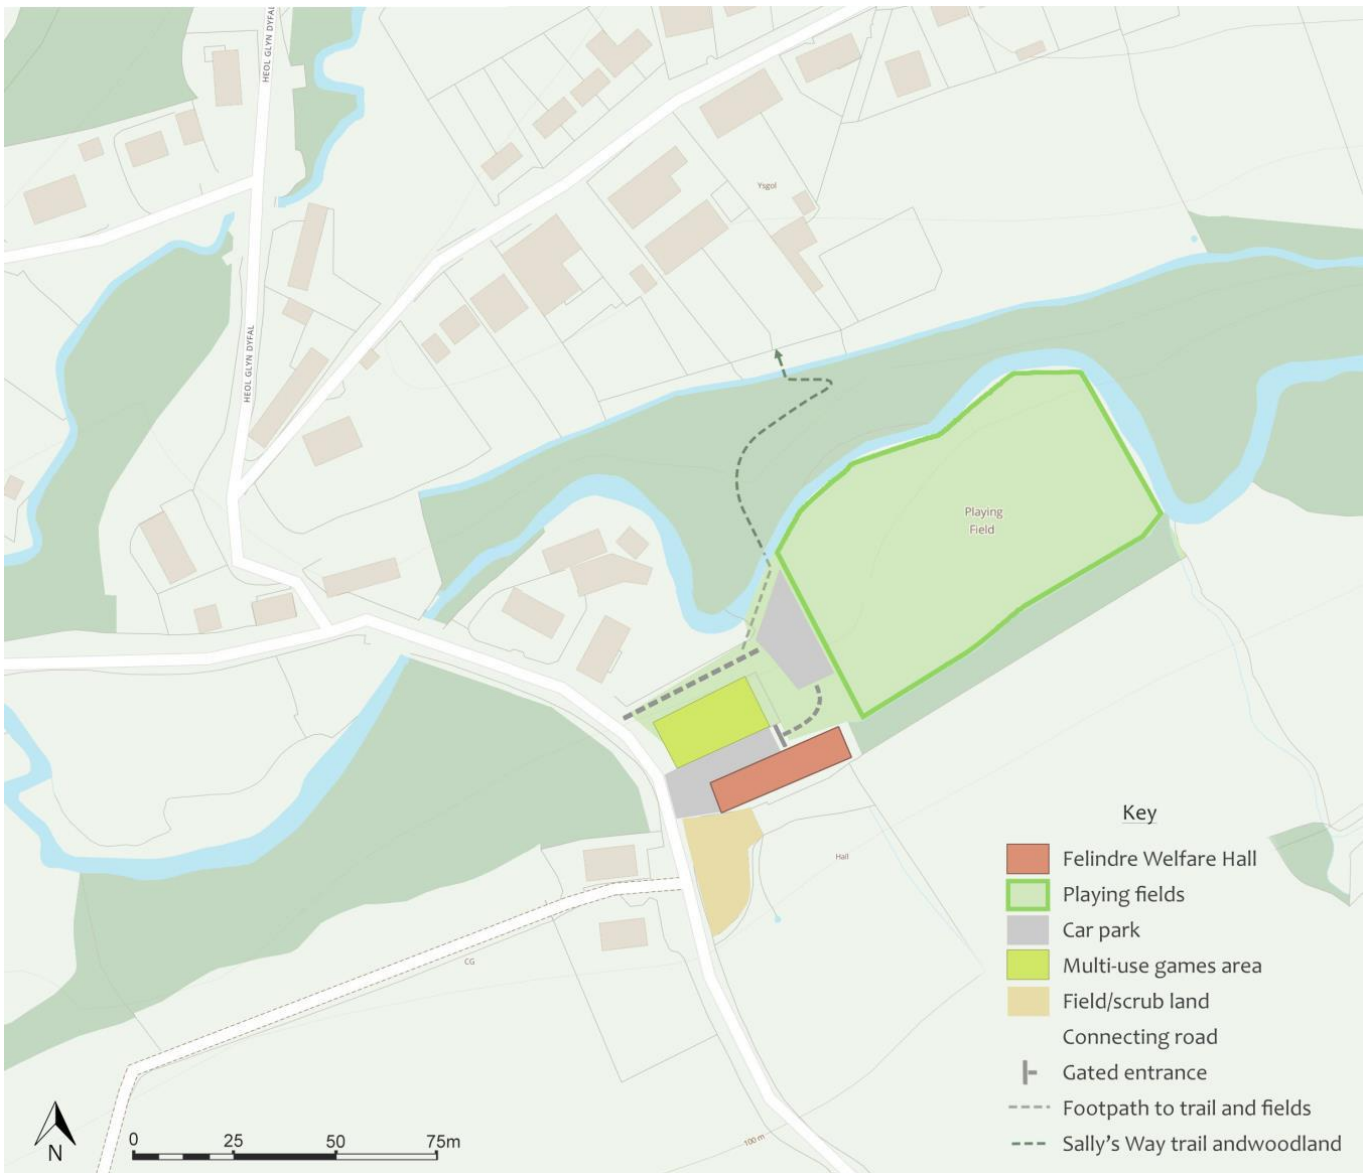 HEOL GLYN DYFAL
Ysgol
HEOL GLYN DYFAL
Playing
Field
Key
Felindre Welfare Hall
Hall
Playing fields
Car park
CG
Multi-use games area
Field/scrub land
Connecting road
Gated entrance
Footpath to trail and fields
100 m
Sally's Way trail andwoodland
N
0 25 50 75m